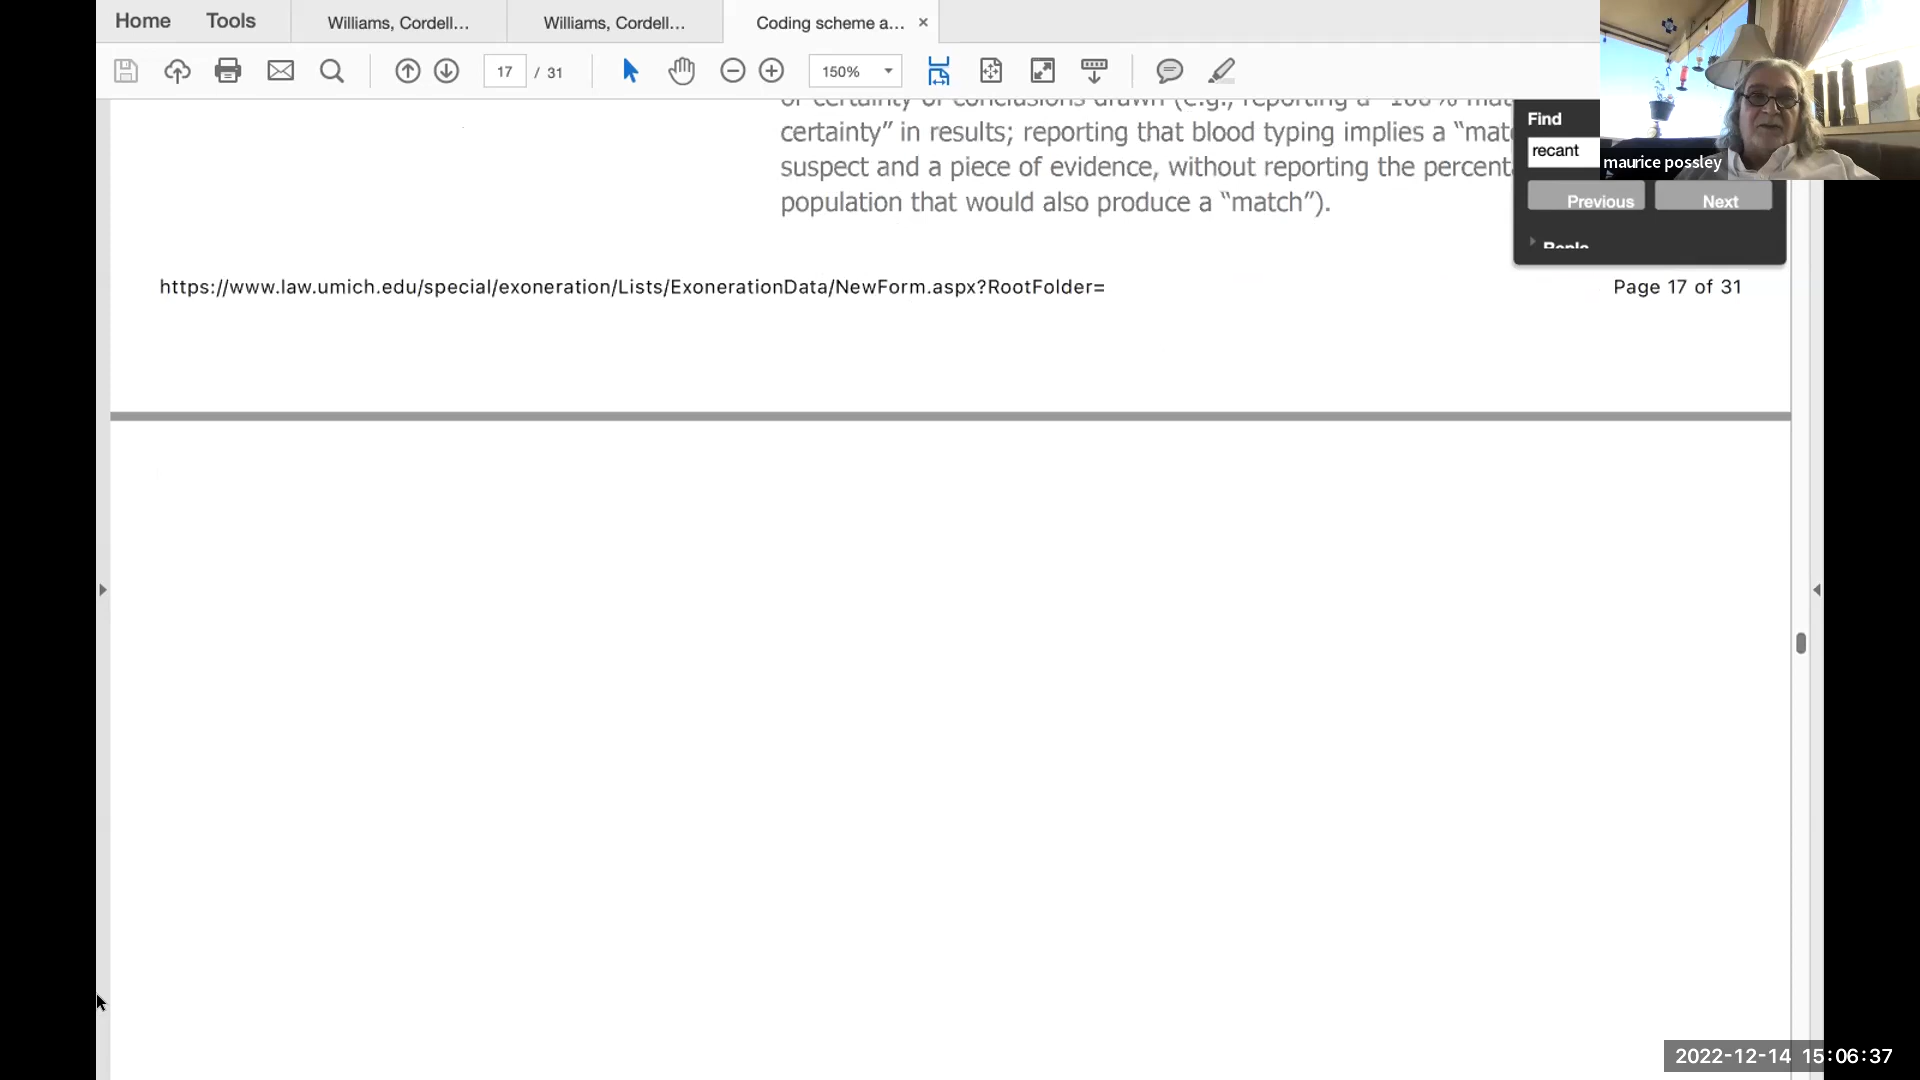 Home Tools Williams, Cordell... Williams, Cordell... Coding scheme a... ×
17 / 31 150%
certainty” in results; reporting that blood typing implies a “mat
suspect and a piece of evidence, without reporting the percent
population that would also produce a “match”).
Find
recant
Previous Next
maurice possley
https://www.law.umich.edu/special/exoneration/Lists/ExonerationData/NewForm.aspx?RootFolder= Page 17 of 31
2022-12-14 15:06:37